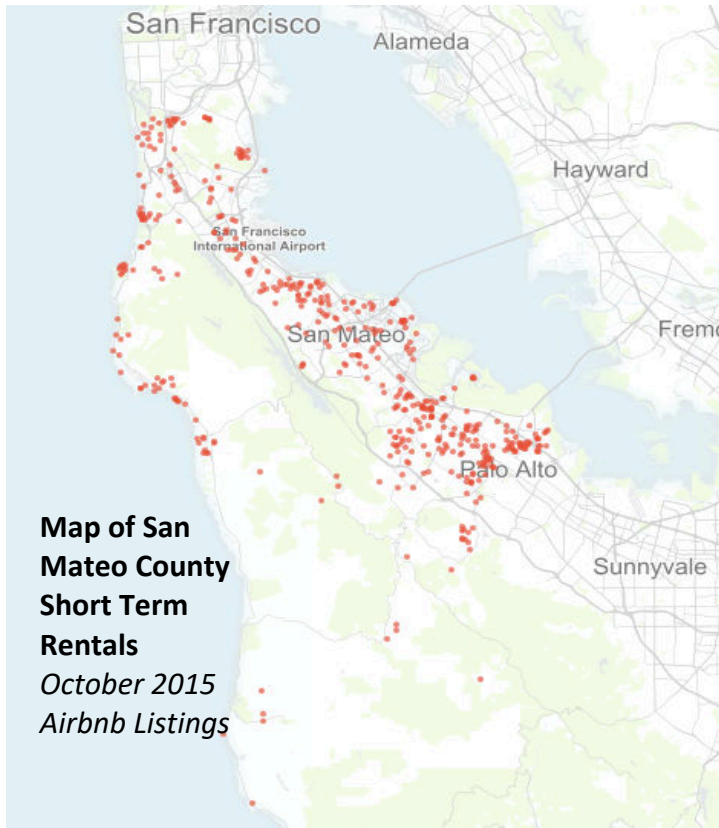 San Francisco
Alameda
Hayward
San Francisco
International Airport
San Mateo
Fremo
Palo Alto
Map of San
Mateo County
Short Term
Rentals
October 2015
Airbnb Listings
Sunnyvale